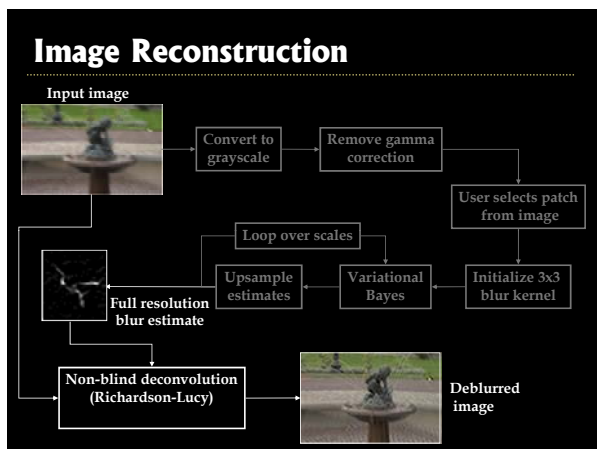 Image Reconstruction
Input image
Convert to
grayscale
Remove gamma
correction
User selects patch
from image
Loop over scales
Initialize 3x3
blur kernel
Variational
Bayes
Upsample
estimates
Full resolution
blur estimate
Non-blind deconvolution
(Richardson-Lucy)
Deblurred
image